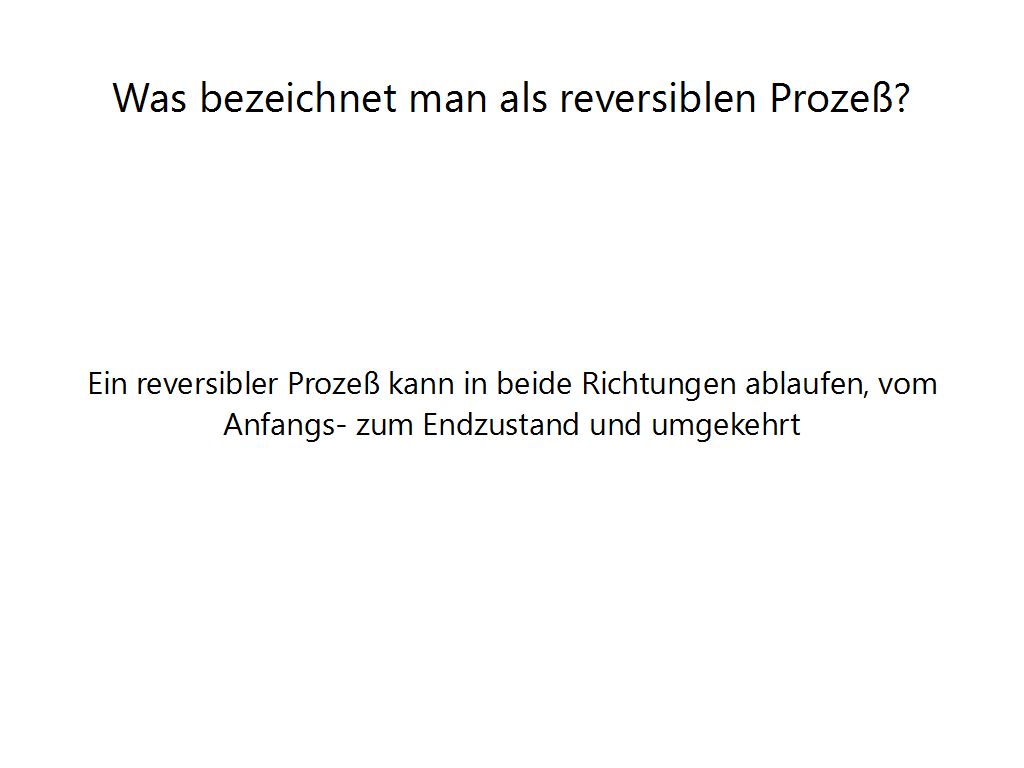 Was bezeichnet man als reversiblen Prozeß?
Ein reversibler Prozeß kann in beide Richtungen ablaufen, vom
Anfangs- zum Endzustand und umgekehrt